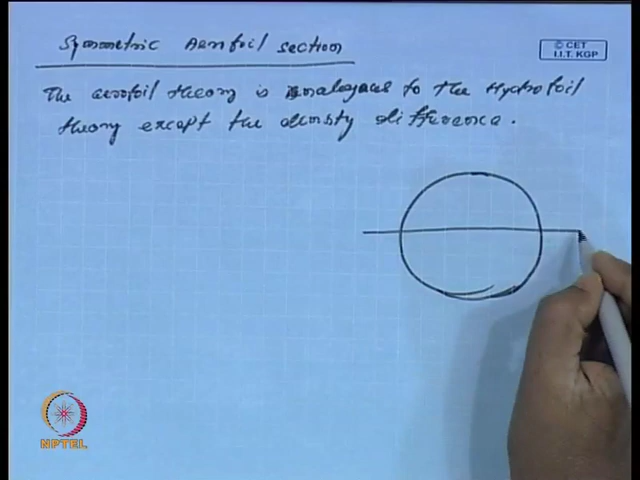 Symmetric Aerofoil section
© CET
I.I.T. KGP
The aerofoil theory is analogous to the Hydrofoil
theory except the density difference.
NPTEL